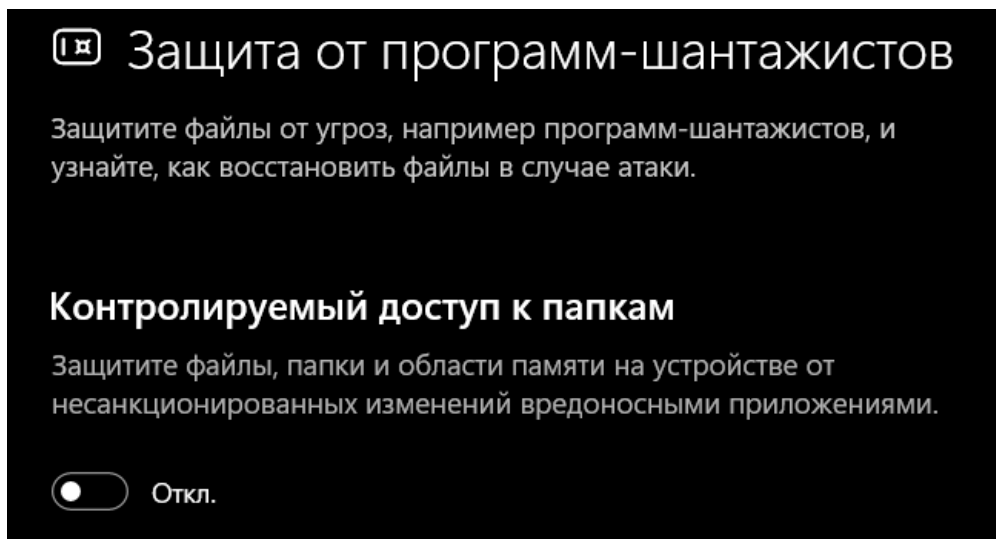 Защита от программ-шантажистов
Защитите файлы от угроз, например программ-шантажистов, и
узнайте, как восстановить файлы в случае атаки.
Контролируемый доступ к папкам
Защитите файлы, папки и области памяти на устройстве от
несанкционированных изменений вредоносными приложениями.
Откл.